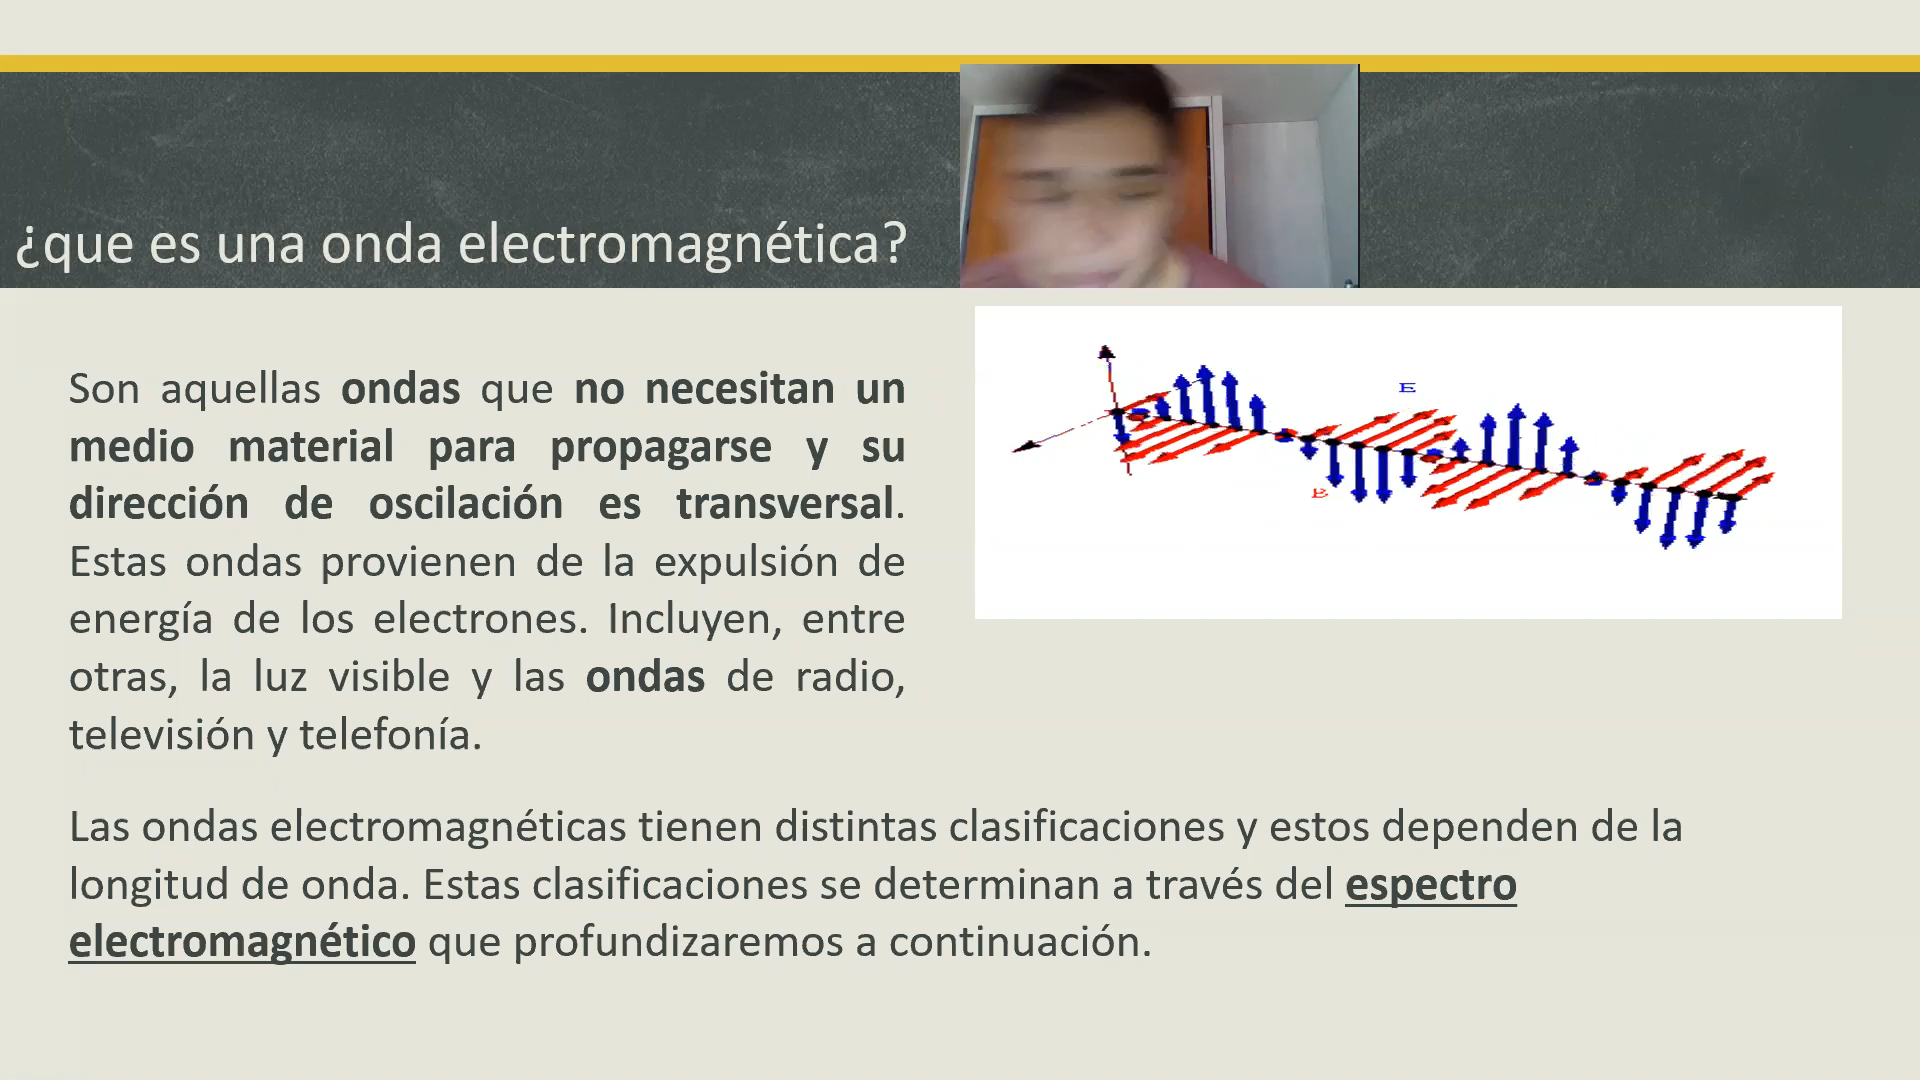 ¿que es una onda electromagnética?
Son aquellas ondas que no necesitan un
medio material para propagarse y su
dirección de oscilación es transversal.
Estas ondas provienen de la expulsión de
energía de los electrones. Incluyen, entre
otras, la luz visible y las ondas de radio,
televisión y telefonía.
E
B
Las ondas electromagnéticas tienen distintas clasificaciones y estos dependen de la
longitud de onda. Estas clasificaciones se determinan a través del espectro
electromagnético que profundizaremos a continuación.